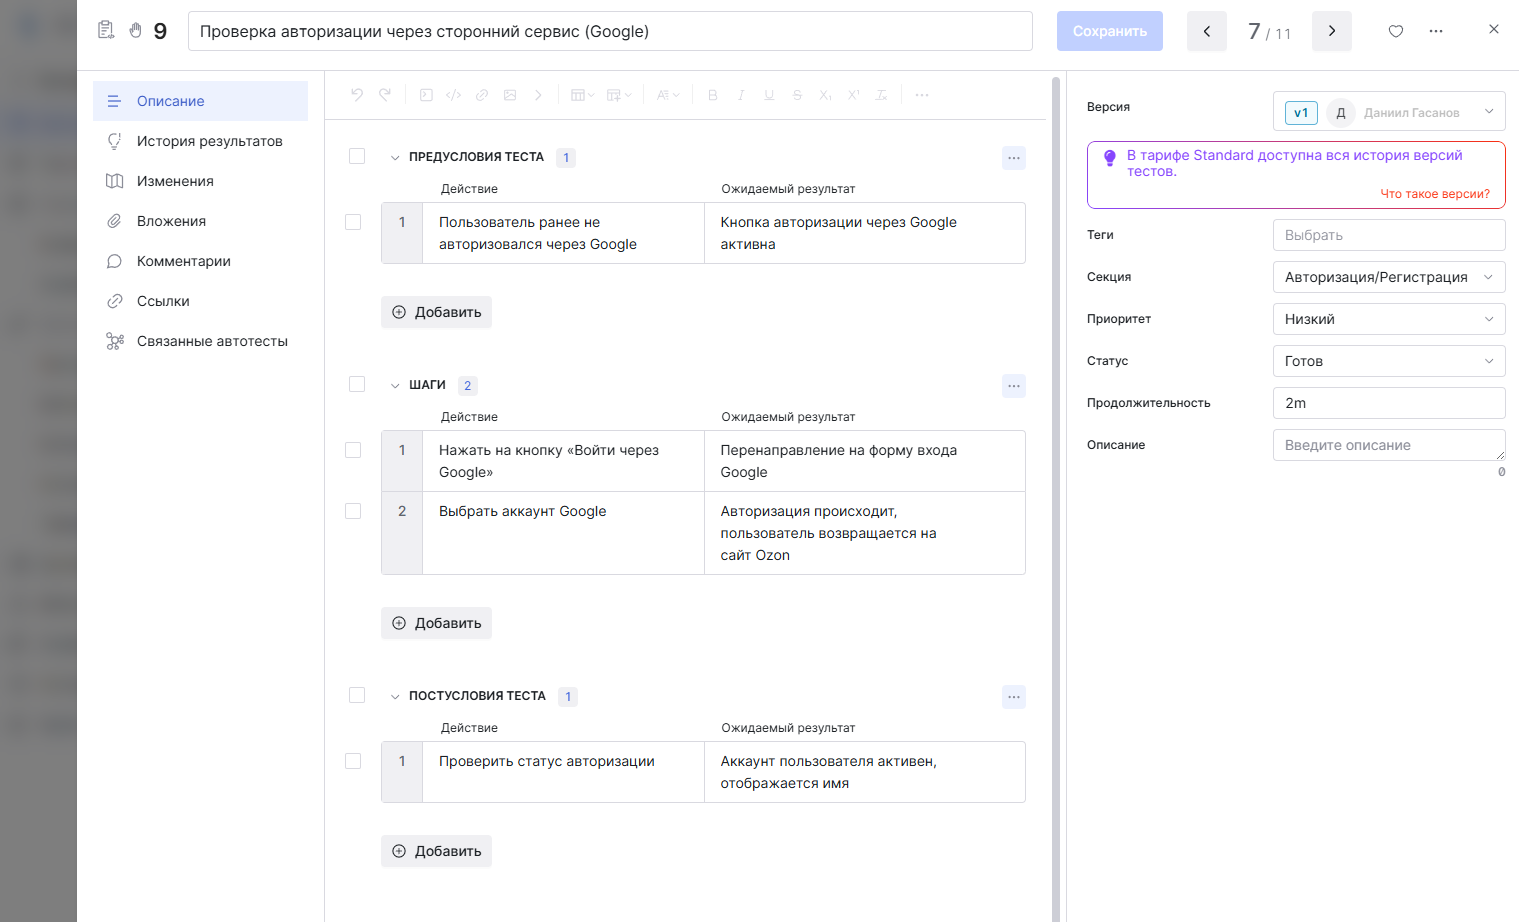 9
Проверка авторизации через сторонний сервис (Google)
Сохранить
7 / 11
Описание
История результатов
Изменения
Вложения
Комментарии
Ссылки
Связанные автотесты
ПРЕДУСЛОВИЯ ТЕСТА 1
Действие Ожидаемый результат
1 Пользователь ранее не авторизовался через Google Кнопка авторизации через Google активна
Добавить
ШАГИ 2
Действие Ожидаемый результат
1 Нажать на кнопку «Войти через Google» Перенаправление на форму входа Google
2 Выбрать аккаунт Google Авторизация происходит, пользователь возвращается на сайт Ozon
Добавить
ПОСТУСЛОВИЯ ТЕСТА 1
Действие Ожидаемый результат
1 Проверить статус авторизации Аккаунт пользователя активен, отображается имя
Добавить
Версия v1 Д Даниил Гасанов
В тарифе Standard доступна вся история версий
тестов.
Что такое версии?
Теги Выбрать
Секция Авторизация/Регистрация
Приоритет Низкий
Статус Готов
Продолжительность 2m
Описание Введите описание
0